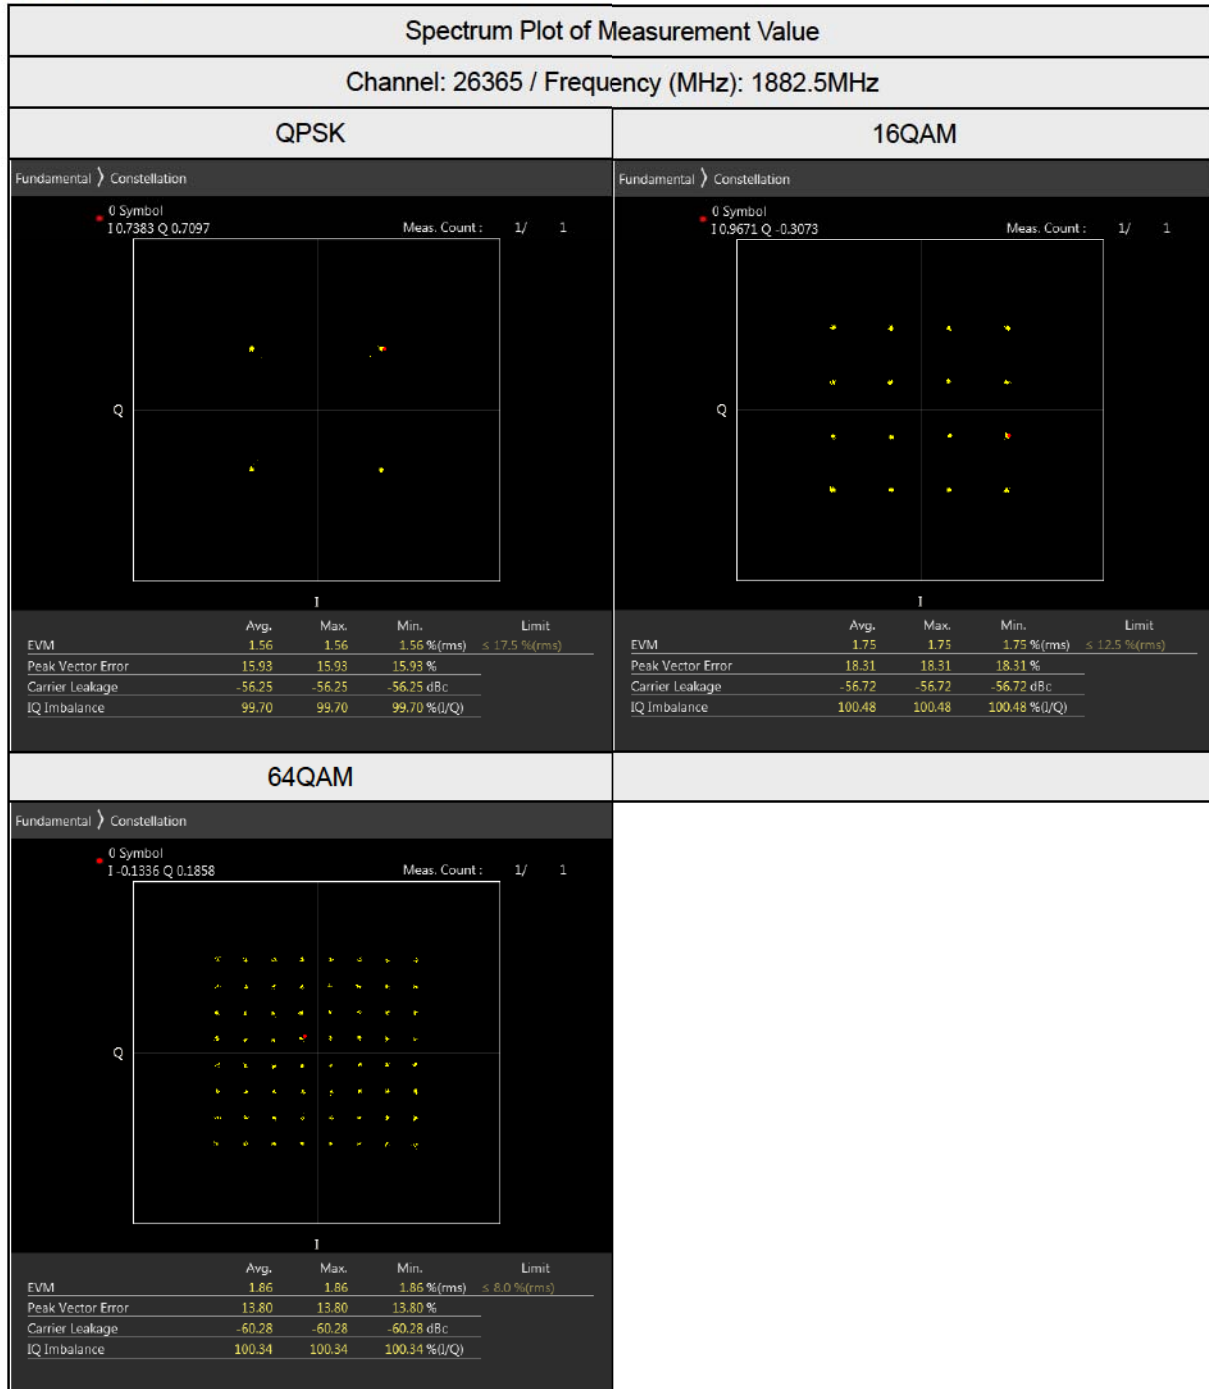 Spectrum Plot of Measurement Value
Channel: 26365 / Frequency (MHz): 1882.5MHz
QPSK
Fundamental 〉 Constellation
0 Symbol
I 0.7383 Q 0.7097 Meas. Count : 1/ 1
Q
I
Avg. Max. Min. Limit
EVM 1.56 1.56 1.56 %(rms) ≤ 17.5 %(rms)
Peak Vector Error 15.93 15.93 15.93 %
Carrier Leakage -56.25 -56.25 -56.25 dBc
IQ Imbalance 99.70 99.70 99.70 %(I/Q)
16QAM
Fundamental 〉 Constellation
0 Symbol
I 0.9671 Q -0.3073 Meas. Count : 1/ 1
Q
I
Avg. Max. Min. Limit
EVM 1.75 1.75 1.75 %(rms) ≤ 12.5 %(rms)
Peak Vector Error 18.31 18.31 18.31 %
Carrier Leakage -56.72 -56.72 -56.72 dBc
IQ Imbalance 100.48 100.48 100.48 %(I/Q)
64QAM
Fundamental 〉 Constellation
0 Symbol
I -0.1336 Q 0.1858 Meas. Count : 1/ 1
Q
I
Avg. Max. Min. Limit
EVM 1.86 1.86 1.86 %(rms) ≤ 8.0 %(rms)
Peak Vector Error 13.80 13.80 13.80 %
Carrier Leakage -60.28 -60.28 -60.28 dBc
IQ Imbalance 100.34 100.34 100.34 %(I/Q)